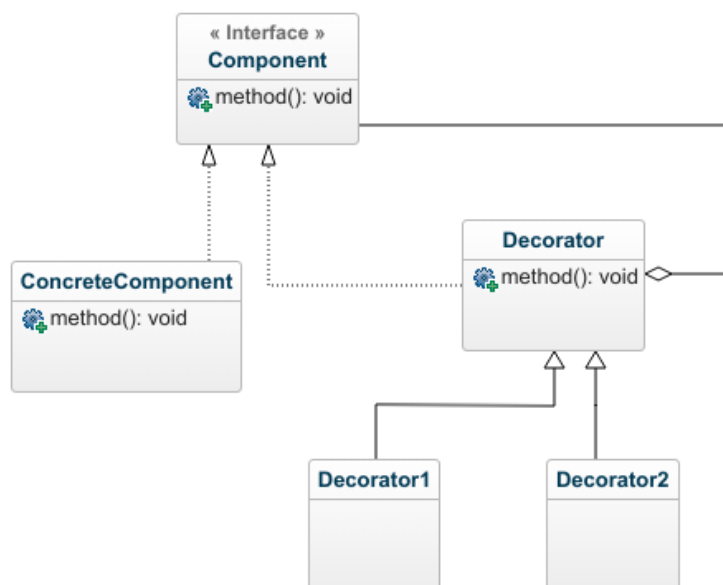 « Interface »
Component
method(): void
Decorator
method(): void
ConcreteComponent
method(): void
Decorator1
Decorator2